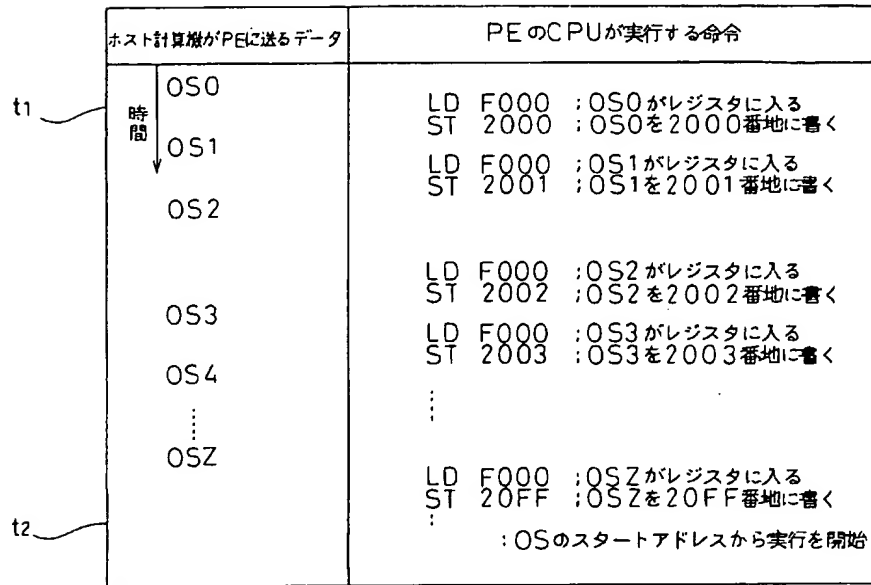 ホスト計算機がPEに送るデータ
PEのCPUが実行する命令
t1
時間
OS0
LD F000 ;OS0がレジスタに入る
ST 2000 ;OS0を2000番地に書く
OS1
LD F000 ;OS1がレジスタに入る
ST 2001 ;OS1を2001番地に書く
OS2
LD F000 ;OS2がレジスタに入る
ST 2002 ;OS2を2002番地に書く
OS3
LD F000 ;OS3がレジスタに入る
ST 2003 ;OS3を2003番地に書く
OS4
OSZ
LD F000 ;OSZがレジスタに入る
ST 20FF ;OSZを20FF番地に書く
t2
;OSのスタートアドレスから実行を開始